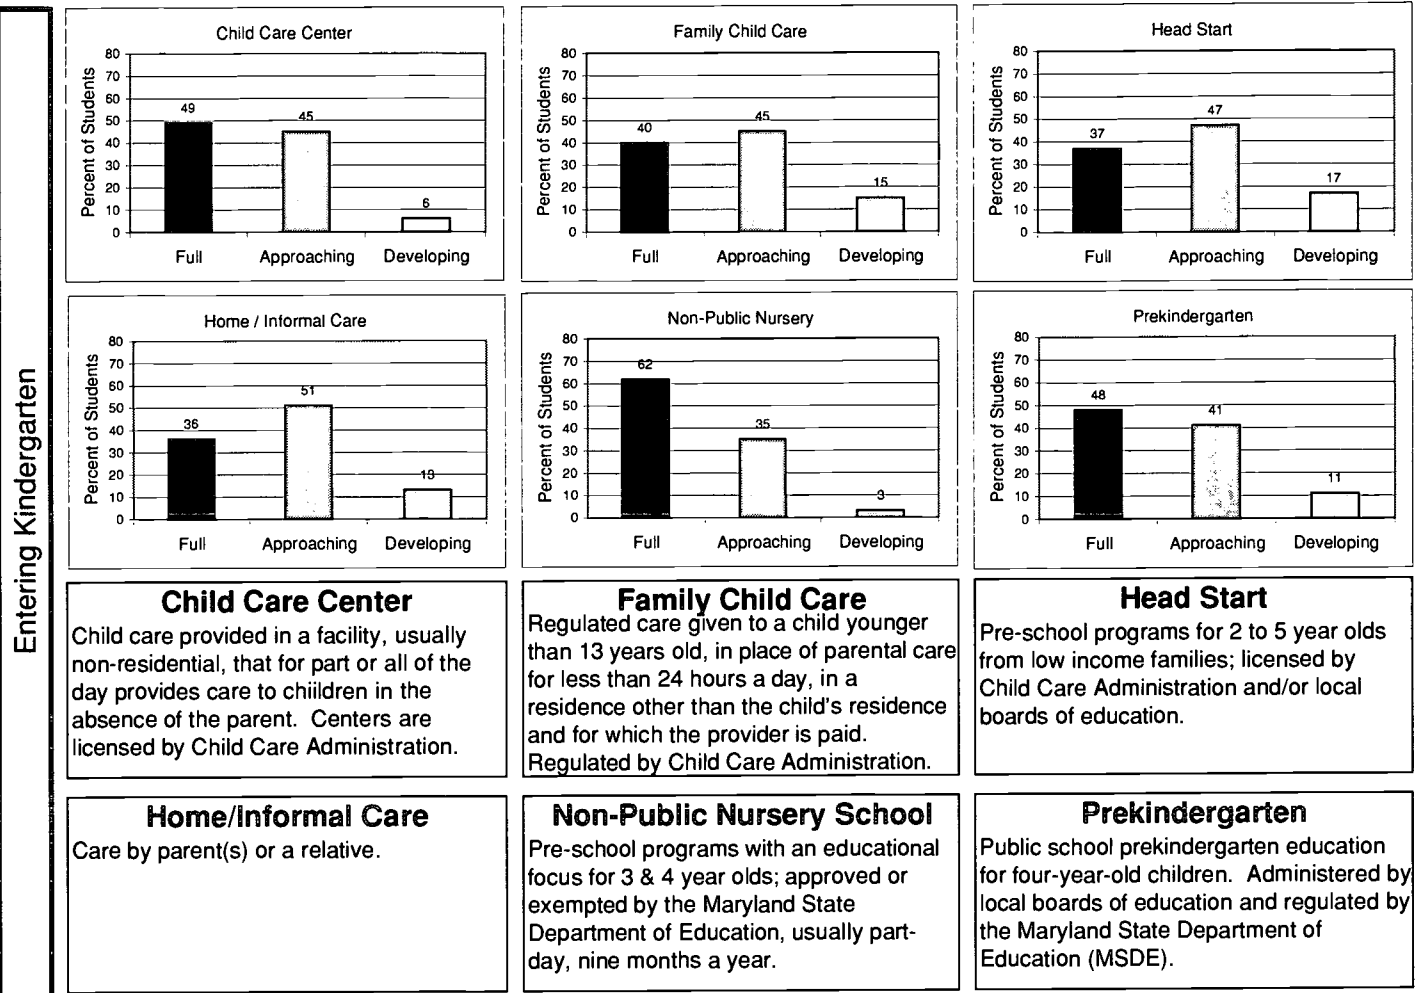 Entering Kindergarten
Child Care Center
Percent of Students
80
70
60
50
40
30
20
10
0
49
45
6
Full Approaching Developing
Family Child Care
Percent of Students
80
70
60
50
40
30
20
10
0
40
45
15
Full Approaching Developing
Head Start
Percent of Students
80
70
60
50
40
30
20
10
0
37
47
17
Full Approaching Developing
Home / Informal Care
Percent of Students
80
70
60
50
40
30
20
10
0
36
51
13
Full Approaching Developing
Non-Public Nursery
Percent of Students
80
70
60
50
40
30
20
10
0
62
35
3
Full Approaching Developing
Prekindergarten
Percent of Students
80
70
60
50
40
30
20
10
0
48
41
11
Full Approaching Developing
Child Care Center
Child care provided in a facility, usually
non-residential, that for part or all of the
day provides care to chiildren in the
absence of the parent. Centers are
licensed by Child Care Administration.
Family Child Care
Regulated care given to a child younger
than 13 years old, in place of parental care
for less than 24 hours a day, in a
residence other than the child's residence
and for which the provider is paid.
Regulated by Child Care Administration.
Head Start
Pre-school programs for 2 to 5 year olds
from low income families; licensed by
Child Care Administration and/or local
boards of education.
Home/Informal Care
Care by parent(s) or a relative.
Non-Public Nursery School
Pre-school programs with an educational
focus for 3 & 4 year olds; approved or
exempted by the Maryland State
Department of Education, usually part-
day, nine months a year.
Prekindergarten
Public school prekindergarten education
for four-year-old children. Administered by
local boards of education and regulated by
the Maryland State Department of
Education (MSDE).